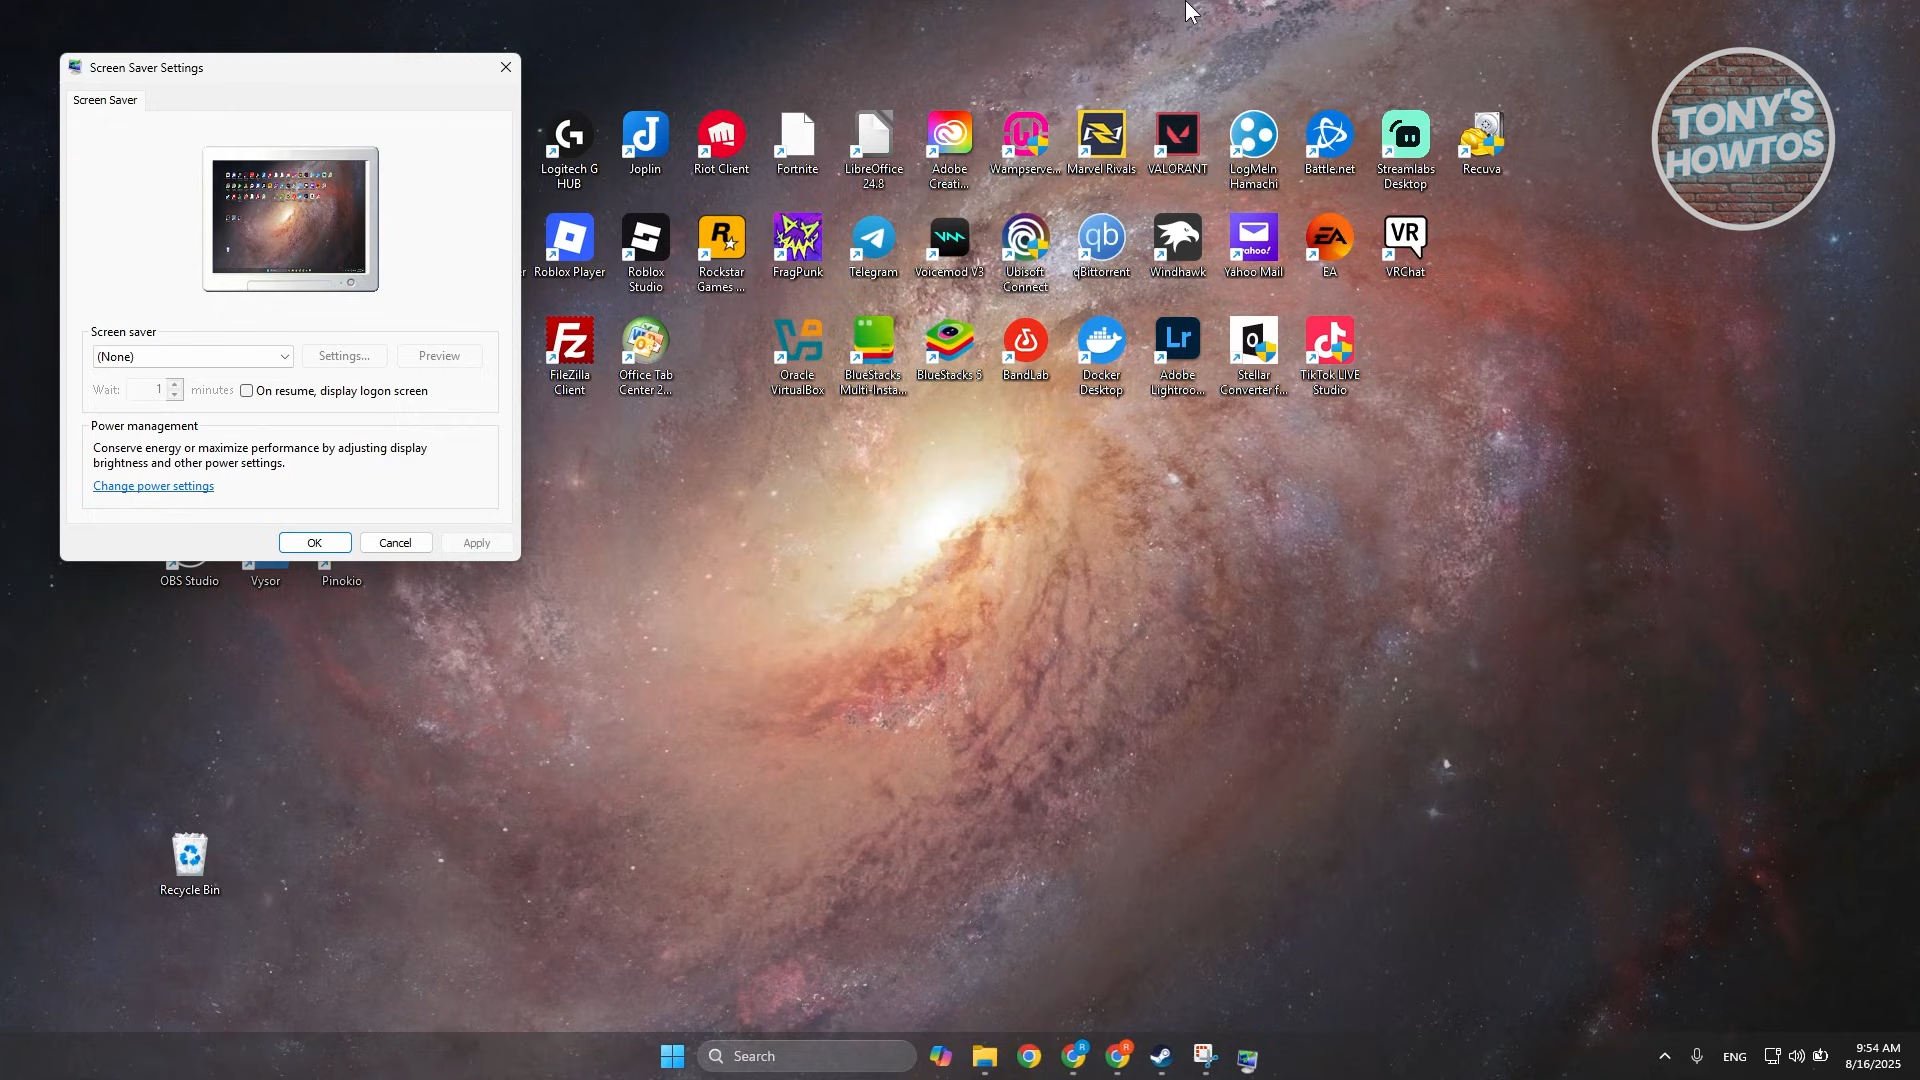 Screen Saver Settings
Screen Saver
Screen saver
(None)
Settings...
Preview
Wait:
1
minutes
On resume, display logon screen
Power management
Conserve energy or maximize performance by adjusting display
brightness and other power settings.
Change power settings
OK
Cancel
Apply
TONY'S
HOWTOS
Logitech G
HUB
Joplin
Riot Client
Fortnite
LibreOffice
24.8
Adobe
Creati...
Wampserve...
Marvel Rivals
VALORANT
LogMeIn
Hamachi
Battle.net
Streamlabs
Desktop
Recuva
Roblox Player
Roblox
Studio
Rockstar
Games ...
FragPunk
Telegram
Voicemod V3
Ubisoft
Connect
qBittorrent
Windhawk
yahoo!
Yahoo Mail
EA
EA
VR
VRChat
FileZilla
Client
Office Tab
Center 2...
Oracle
VirtualBox
BlueStacks
Multi-Insta...
BlueStacks 5
BandLab
Docker
Desktop
Lr
Adobe
Lightroo...
Stellar
Converter f...
TikTok LIVE
Studio
OBS Studio
Vysor
Pinokio
Recycle Bin
Search
ENG
9:54 AM
8/16/2025